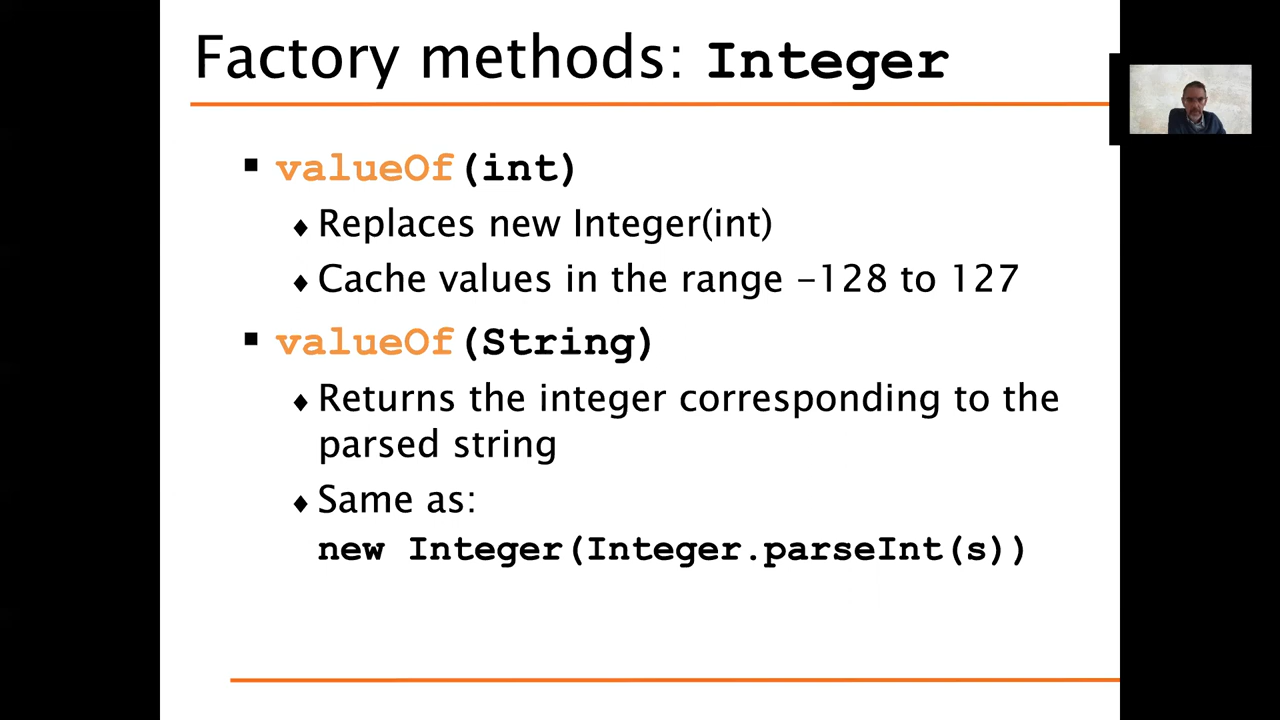 Factory methods: Integer
▪ valueOf(int)
♦ Replaces new Integer(int)
♦ Cache values in the range -128 to 127
▪ valueOf(String)
♦ Returns the integer corresponding to the
parsed string
♦ Same as:
new Integer(Integer.parseInt(s))